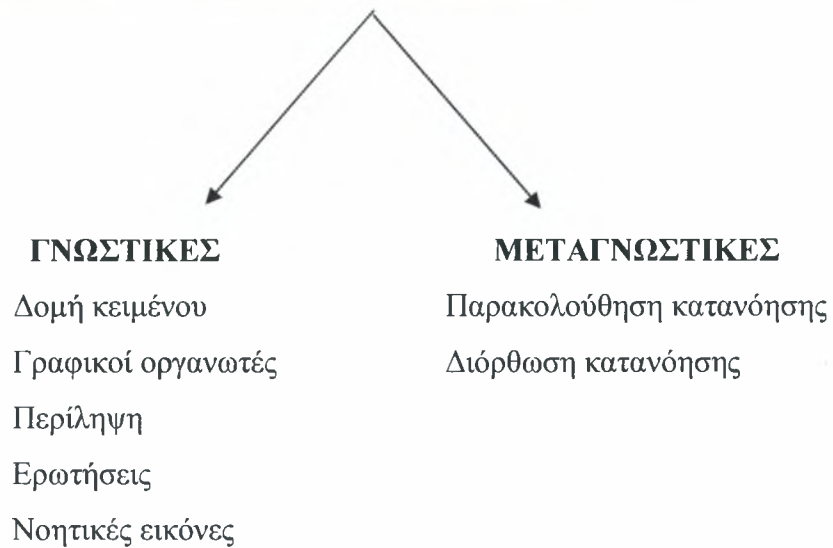 ΓΝΩΣΤΙΚΕΣ
Δομή κειμένου
Γραφικοί οργανωτές
Περίληψη
Ερωτήσεις
Νοητικές εικόνες
ΜΕΤΑΓΝΩΣΤΙΚΕΣ
Παρακολούθηση κατανόησης
Διόρθωση κατανόησης